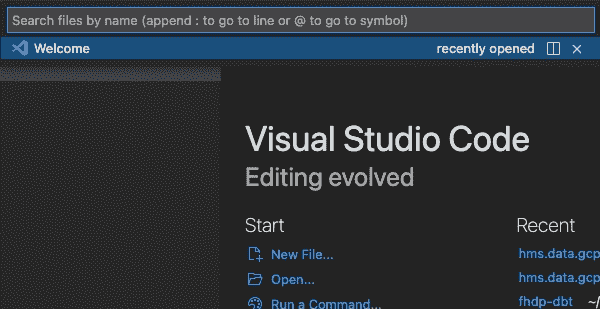 Search files by name (append : to go to line or @ to go to symbol)
Welcome recently opened
Visual Studio Code
Editing evolved
Start Recent
New File... hms.data.gcp
Open... hms.data.gcp
Run a Command... fhdp-dbt ~/